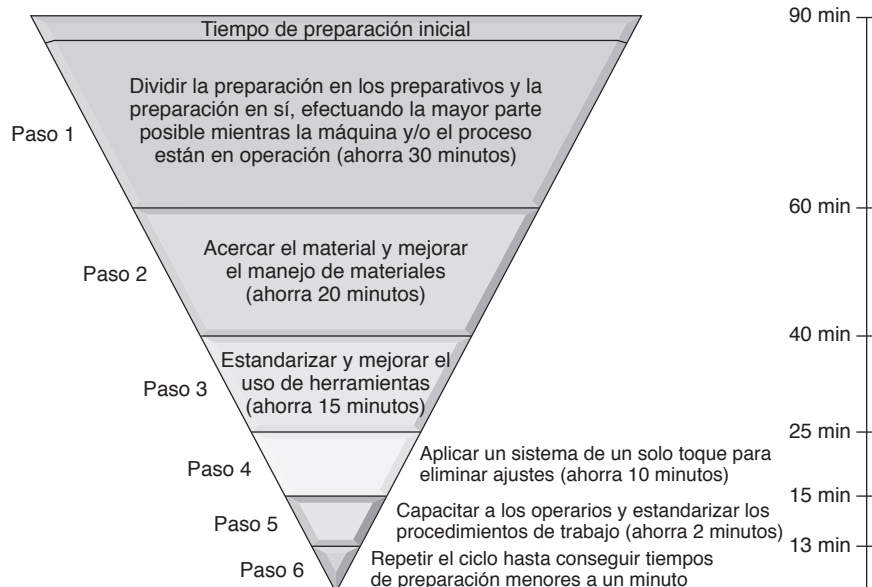 90 min
Tiempo de preparación inicial
Paso 1
Dividir la preparación en los preparativos y la
preparación en sí, efectuando la mayor parte
posible mientras la máquina y/o el proceso
están en operación (ahorra 30 minutos)
60 min
Paso 2
Acercar el material y mejorar
el manejo de materiales
(ahorra 20 minutos)
40 min
Paso 3
Estandarizar y mejorar el
uso de herramientas
(ahorra 15 minutos)
25 min
Paso 4
Aplicar un sistema de un solo toque para
eliminar ajustes (ahorra 10 minutos)
15 min
Paso 5
Capacitar a los operarios y estandarizar los
procedimientos de trabajo (ahorra 2 minutos)
13 min
Paso 6
Repetir el ciclo hasta conseguir tiempos
de preparación menores a un minuto